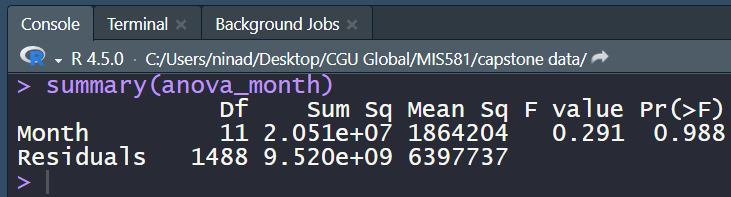 Console Terminal × Background Jobs ×
R R 4.5.0 · C:/Users/ninad/Desktop/CGU Global/MIS581/capstone data/
> summary(anova_month)
Df Sum Sq Mean Sq F value Pr(>F)
Month 11 2.051e+07 1864204 0.291 0.988
Residuals 1488 9.520e+09 6397737
>